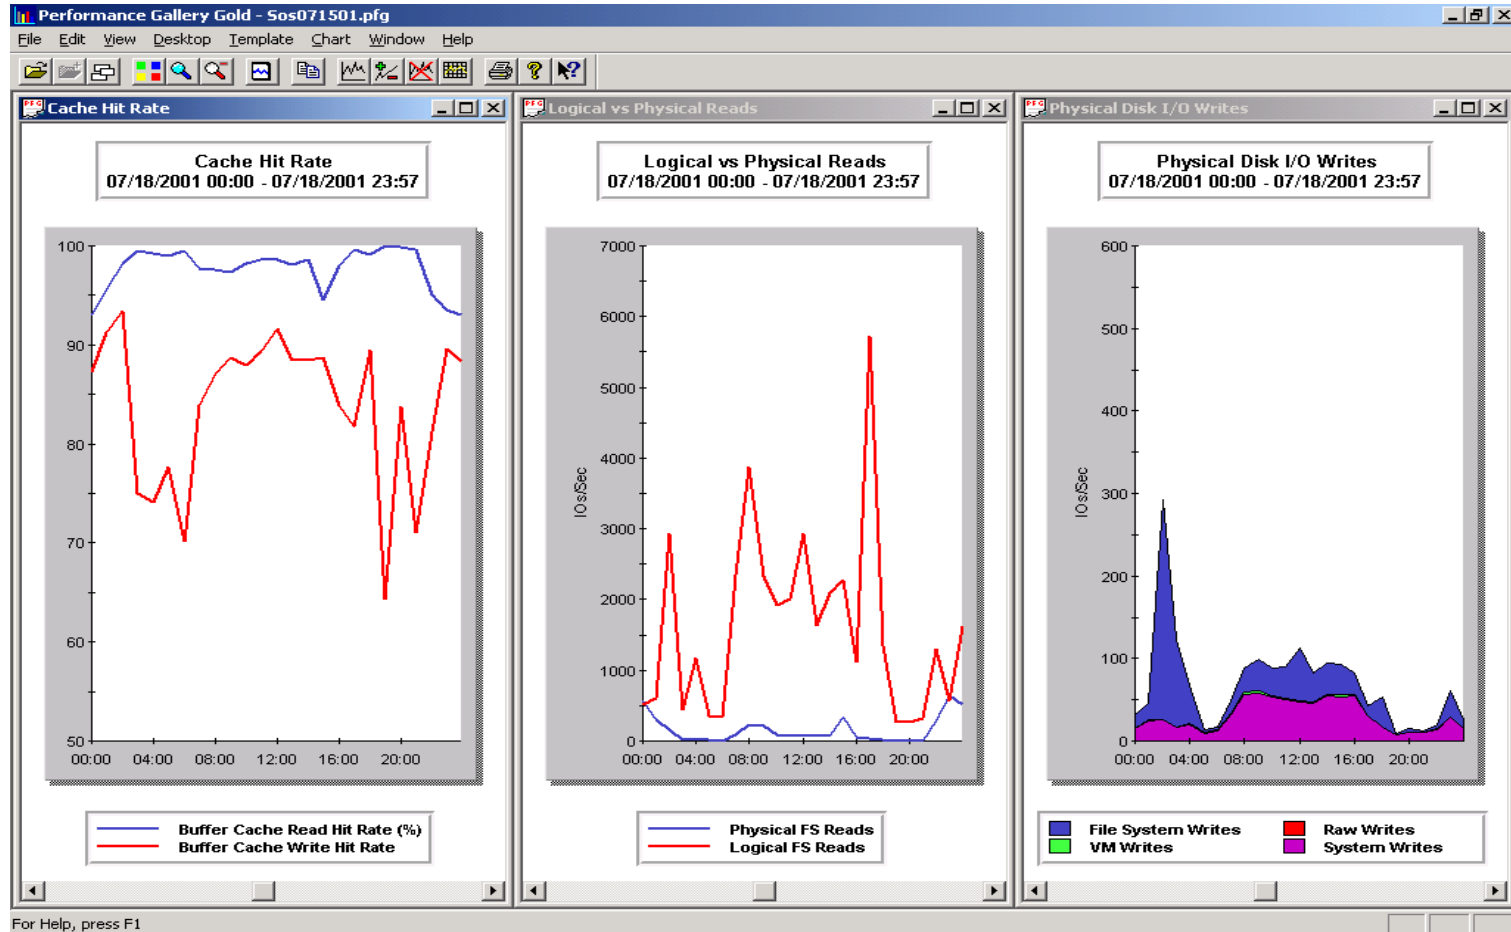 Performance Gallery Gold - Sos071501.pfg
File Edit View Desktop Template Chart Window Help
Cache Hit Rate
Cache Hit Rate
07/18/2001 00:00 - 07/18/2001 23:57
100
90
80
70
60
50
00:00 04:00 08:00 12:00 16:00 20:00
Buffer Cache Read Hit Rate (%)
Buffer Cache Write Hit Rate
Logical vs Physical Reads
Logical vs Physical Reads
07/18/2001 00:00 - 07/18/2001 23:57
7000
6000
5000
4000
IOs/Sec
3000
2000
1000
0
00:00 04:00 08:00 12:00 16:00 20:00
Physical FS Reads
Logical FS Reads
Physical Disk I/O Writes
Physical Disk I/O Writes
07/18/2001 00:00 - 07/18/2001 23:57
600
500
400
300
IOs/Sec
200
100
0
00:00 04:00 08:00 12:00 16:00 20:00
File System Writes Raw Writes
VM Writes System Writes
For Help, press F1